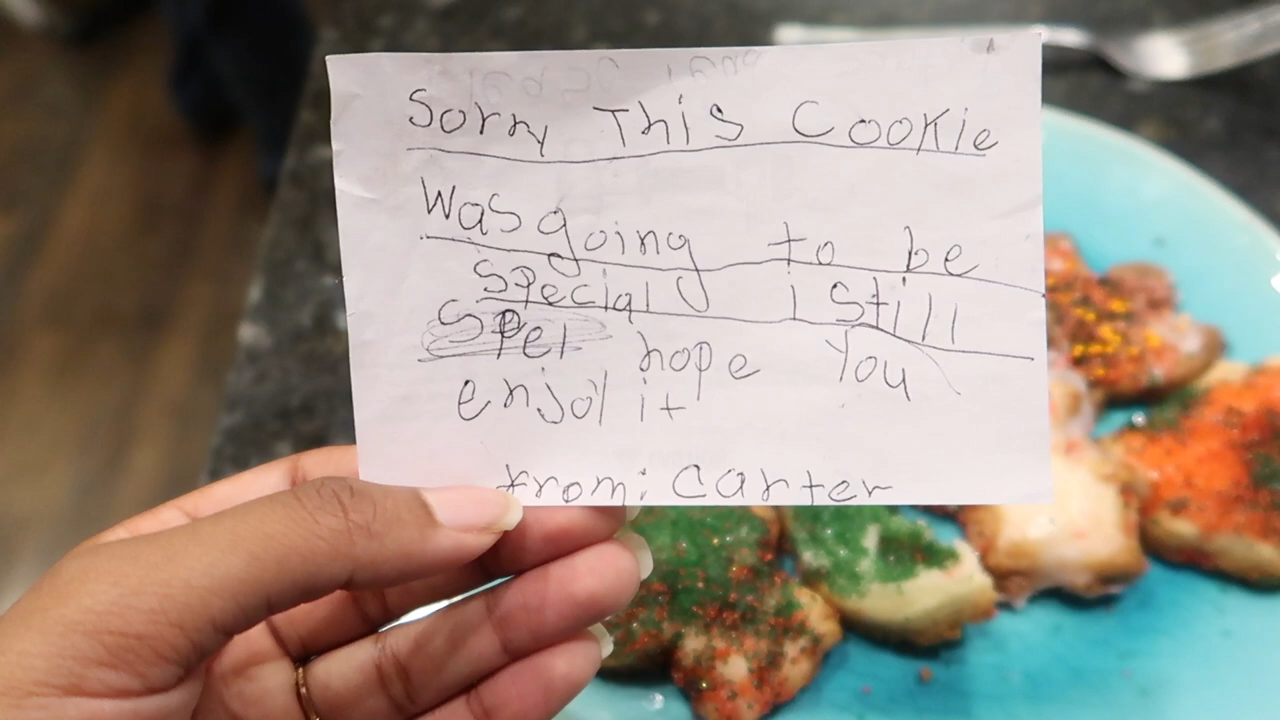 Sorry This Cookie
Was going to be
special i still
Spel hope You
enjoy it
from: Carter